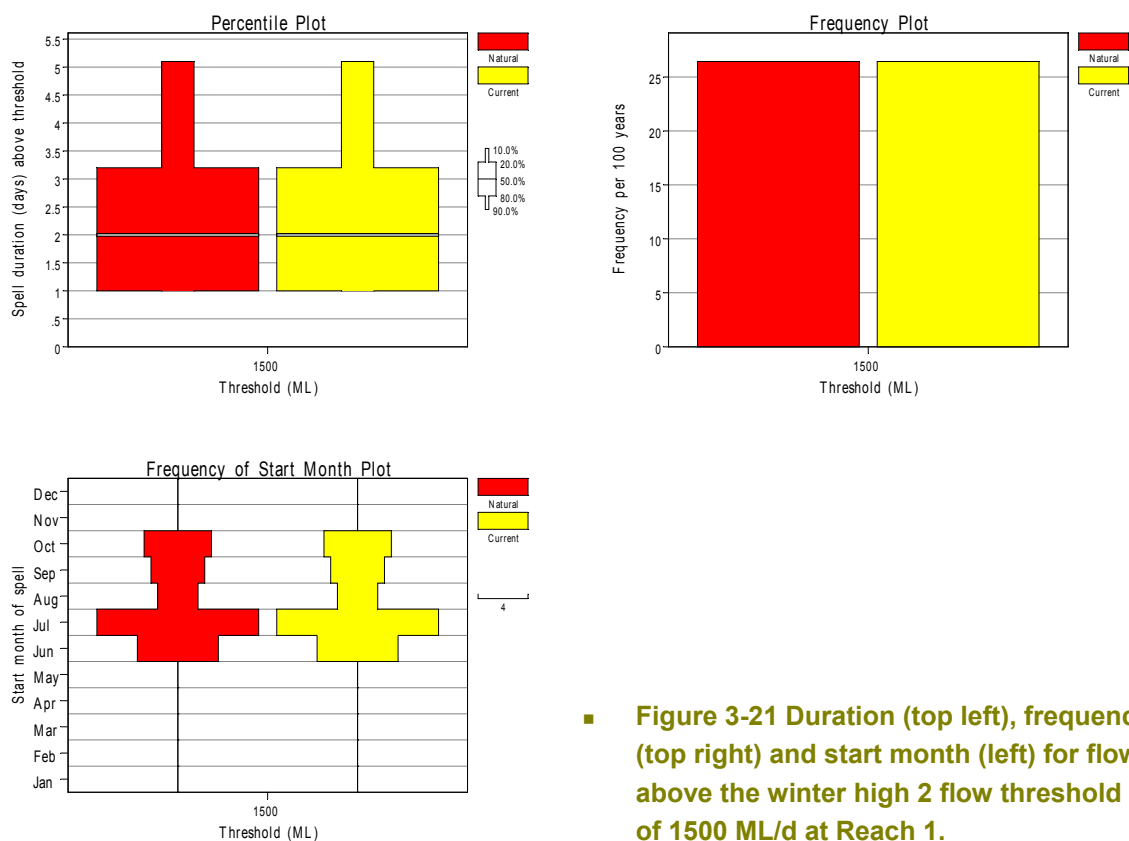 Percentile Plot
5.5
5
4.5
4
3.5
3
2.5
2
1.5
1
.5
0
Spell duration (days) above threshold
1500
Threshold (ML)
Natural
Current
10.0%
20.0%
50.0%
80.0%
90.0%
Frequency Plot
25
20
15
10
5
0
Frequency per 100 years
1500
Threshold (ML)
Natural
Current
Frequency of Start Month Plot
Dec
Nov
Oct
Sep
Aug
Jul
Jun
May
Apr
Mar
Feb
Jan
Start month of spell
1500
Threshold (ML)
Natural
Current
4
▪ Figure 3-21 Duration (top left), frequenc
(top right) and start month (left) for flow
above the winter high 2 flow threshold
of 1500 ML/d at Reach 1.